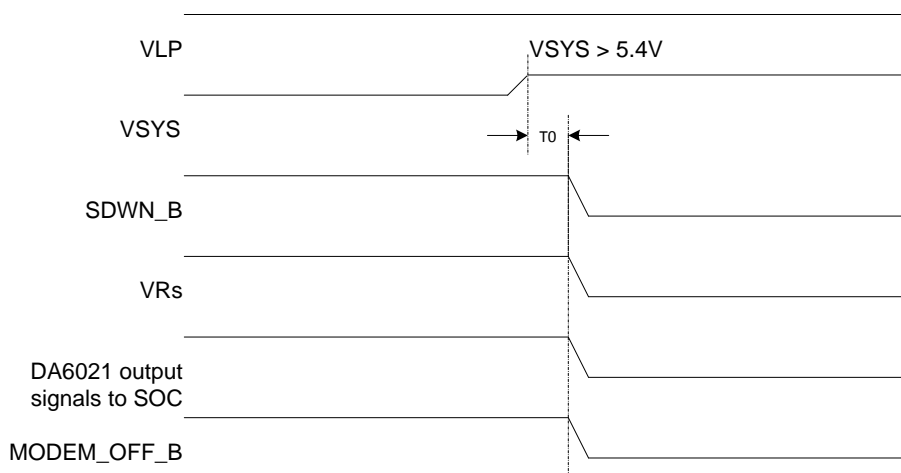 VLP
VSYS > 5.4V
VSYS
T0
SDWN_B
VRs
DA6021 output
signals to SOC
MODEM_OFF_B